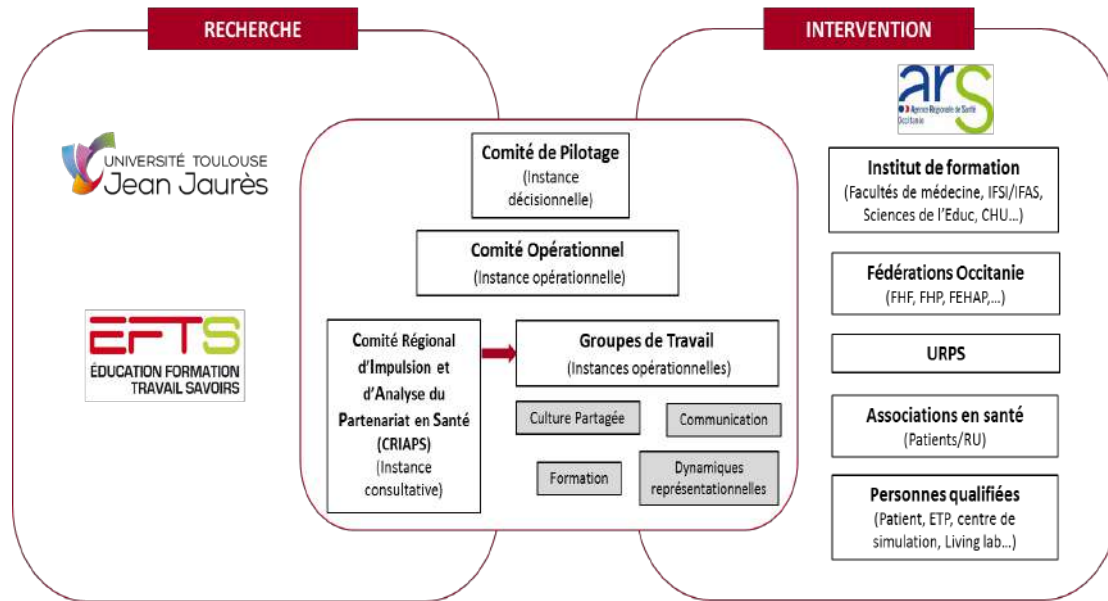 RECHERCHE
INTERVENTION
UNIVERSITÉ TOULOUSE
Jean Jaurès
EFTS
ÉDUCATION FORMATION
TRAVAIL SAVOIRS
Comité de Pilotage
(Instance
décisionnelle)
Comité Opérationnel
(Instance opérationnelle)
Comité Régional
d'Impulsion et
d'Analyse du
Partenariat en Santé
(CRIAPS)
(Instance
consultative)
Groupes de Travail
(Instances opérationnelles)
Culture Partagée
Communication
Formation
Dynamiques
représentationnelles
ars
Agence Régionale de Santé
Occitanie
Institut de formation
(Facultés de médecine, IFSI/IFAS,
Sciences de l'Educ, CHU...)
Fédérations Occitanie
(FHF, FHP, FEHAP,...)
URPS
Associations en santé
(Patients/RU)
Personnes qualifiées
(Patient, ETP, centre de
simulation, Living lab...)